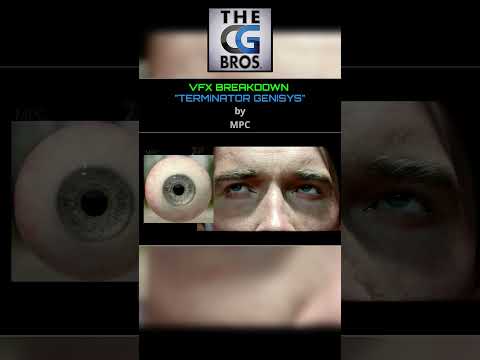 THE
CG
BROS.
VFX BREAKDOWN
"TERMINATOR GENISYS"
by
MPC